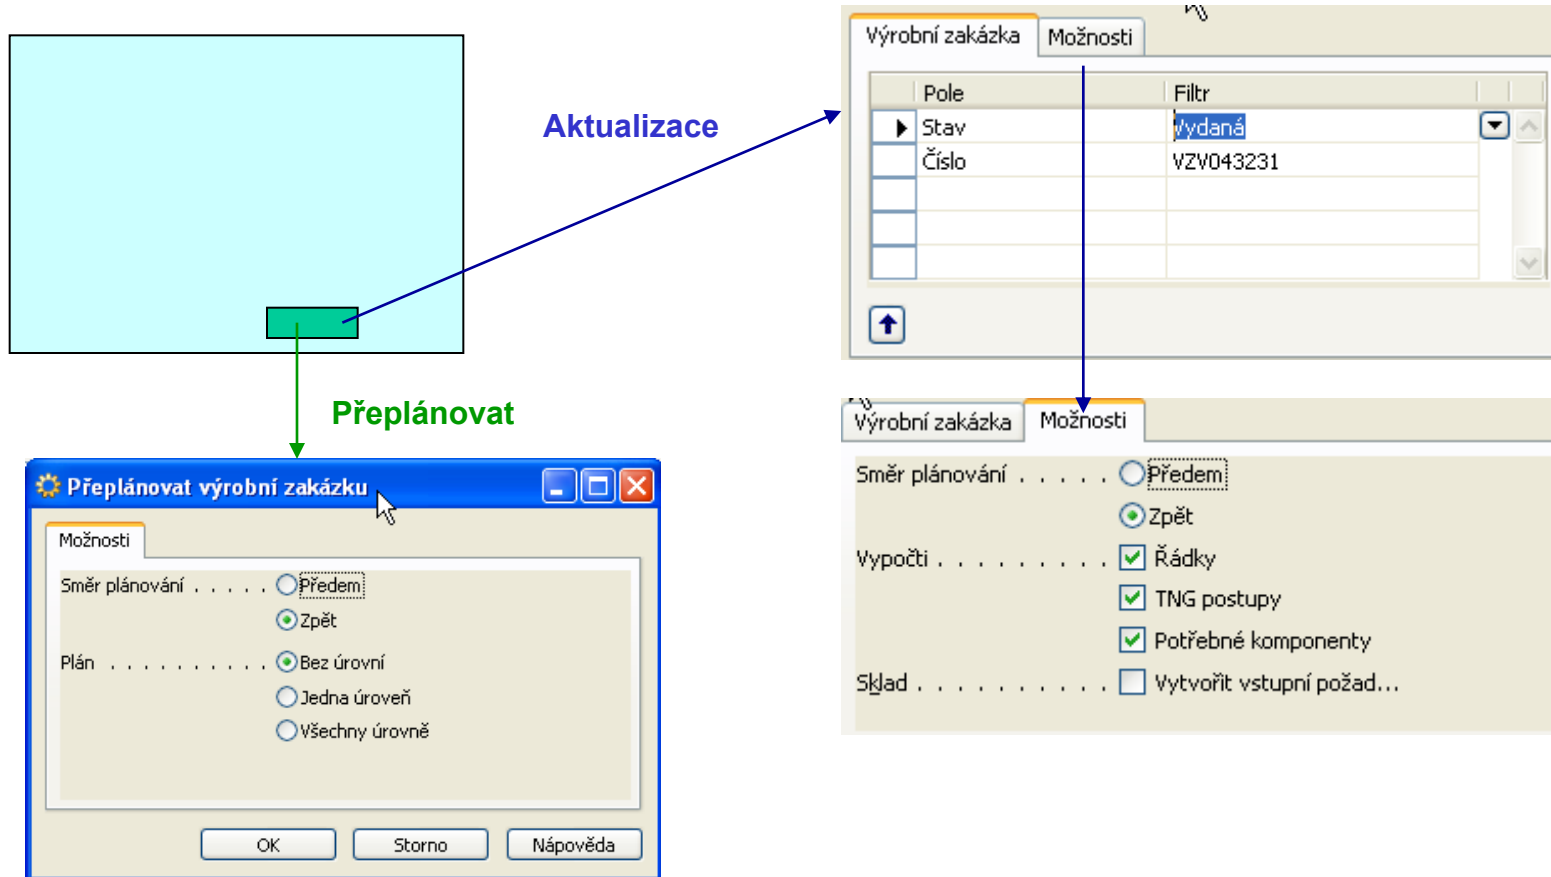 Aktualizace
Výrobní zakázka Možnosti
Pole Filtr
Stav Vydaná
Číslo VZV043231
Přeplánovat
Přeplánovat výrobní zakázku
Možnosti
Směr plánování . . . . . Předem
Zpět
Plán . . . . . . . . . . Bez úrovní
Jedna úroveň
Všechny úrovně
OK Storno Nápověda
Výrobní zakázka Možnosti
Směr plánování . . . . . Předem
Zpět
Vypočti . . . . . . . . . Řádky
TNG postupy
Potřebné komponenty
Sklad . . . . . . . . . . Vytvořit vstupní požad...